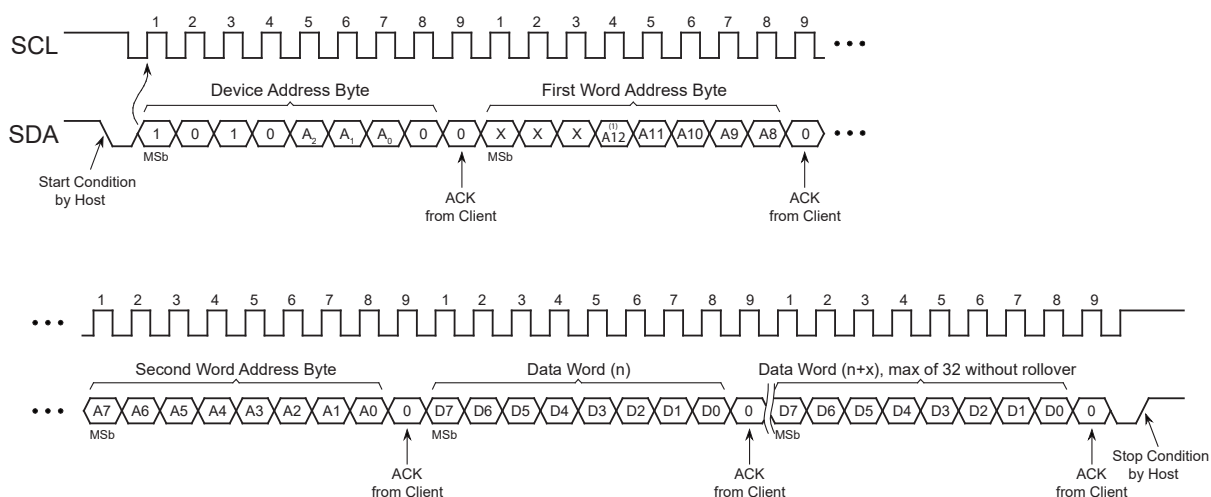 1 2 3 4 5 6 7 8 9 1 2 3 4 5 6 7 8 9
SCL
Device Address Byte First Word Address Byte
SDA 1 0 1 0 A2 A1 A0 0 0 X X X A12 (1) A11 A10 A9 A8 0
MSb MSb
Start Condition
by Host
ACK
from Client
ACK
from Client
1 2 3 4 5 6 7 8 9 1 2 3 4 5 6 7 8 9 1 2 3 4 5 6 7 8 9
Second Word Address Byte Data Word (n) Data Word (n+x), max of 32 without rollover
A7 A6 A5 A4 A3 A2 A1 A0 0 D7 D6 D5 D4 D3 D2 D1 D0 0 D7 D6 D5 D4 D3 D2 D1 D0 0
MSb MSb MSb
ACK
from Client
ACK
from Client
ACK
from Client
Stop Condition
by Host